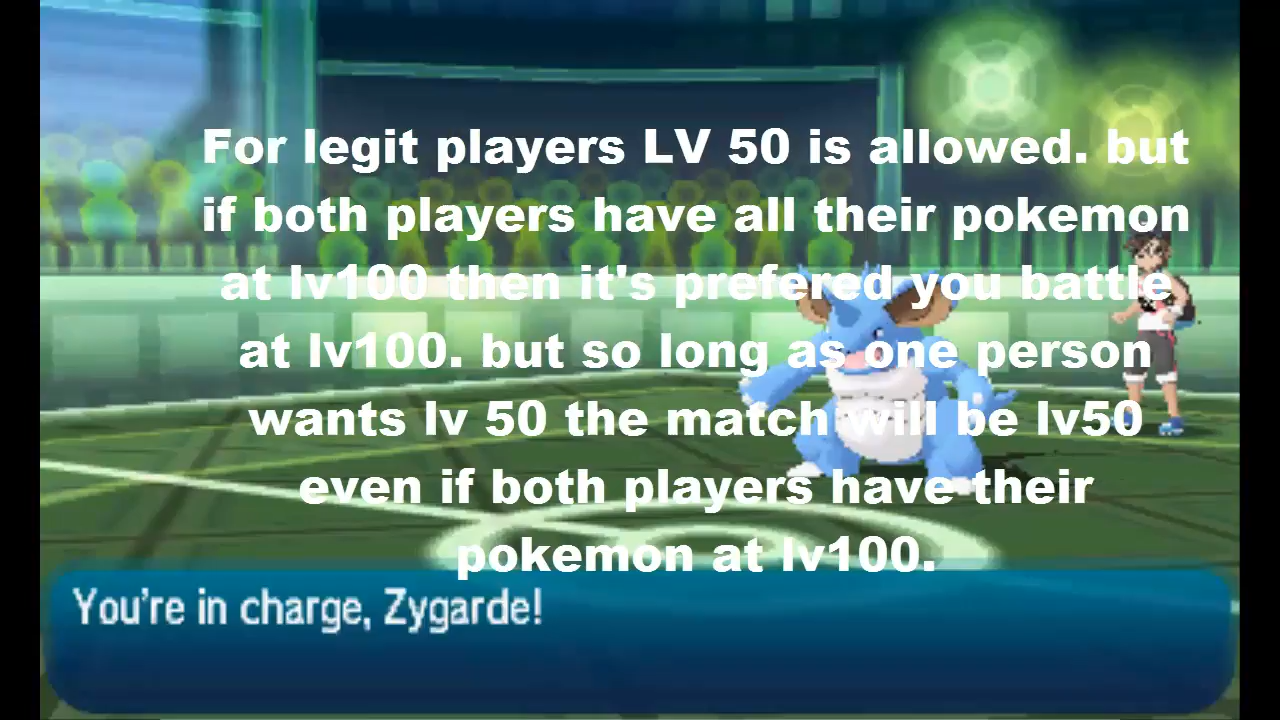 For legit players LV 50 is allowed. but
if both players have all their pokemon
at lv100 then it's prefered you battle
at lv100. but so long as one person
wants lv 50 the match will be lv50
even if both players have their
pokemon at lv100.
You're in charge, Zygarde!